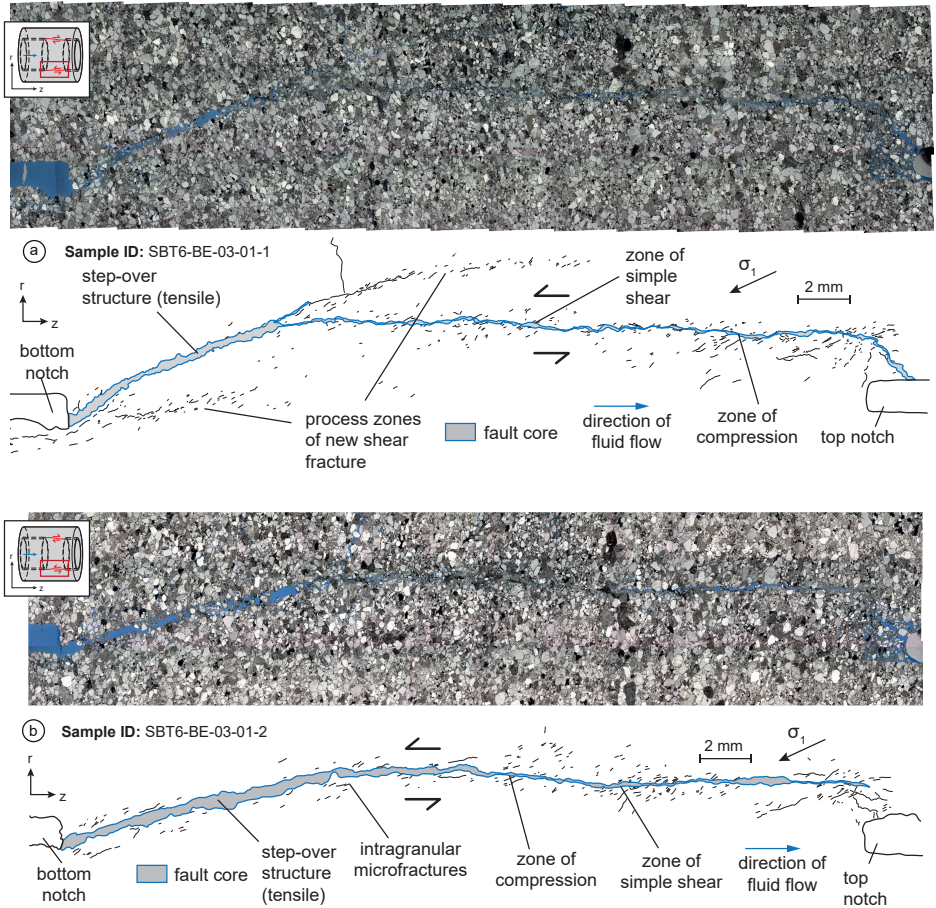 r
z
a
Sample ID: SBT6-BE-03-01-1
step-over
structure (tensile)
zone of
simple
shear
σ1
2 mm
r
z
bottom
notch
process zones
of new shear
fracture
fault core
direction of
fluid flow
zone of
compression
top notch
r
z
b
Sample ID: SBT6-BE-03-01-2
σ1
2 mm
r
z
bottom
notch
fault core
step-over
structure
(tensile)
intragranular
microfractures
zone of
compression
zone of
simple shear
direction of
fluid flow
top
notch